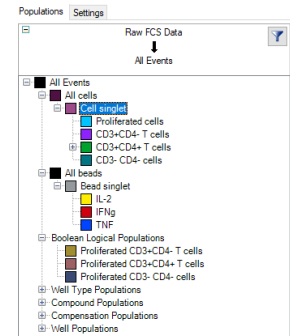 Populations Settings
Raw FCS Data
All Events
All Events
All cells
Cell singlet
Proliferated cells
CD3+CD4- T cells
CD3+CD4+ T cells
CD3- CD4- cells
All beads
Bead singlet
IL-2
IFNg
TNF
Boolean Logical Populations
Proliferated CD3+CD4- T cells
Proliferated CD3+CD4+ T cells
Proliferated CD3- CD4- cells
Well Type Populations
Compound Populations
Compensation Populations
Well Populations